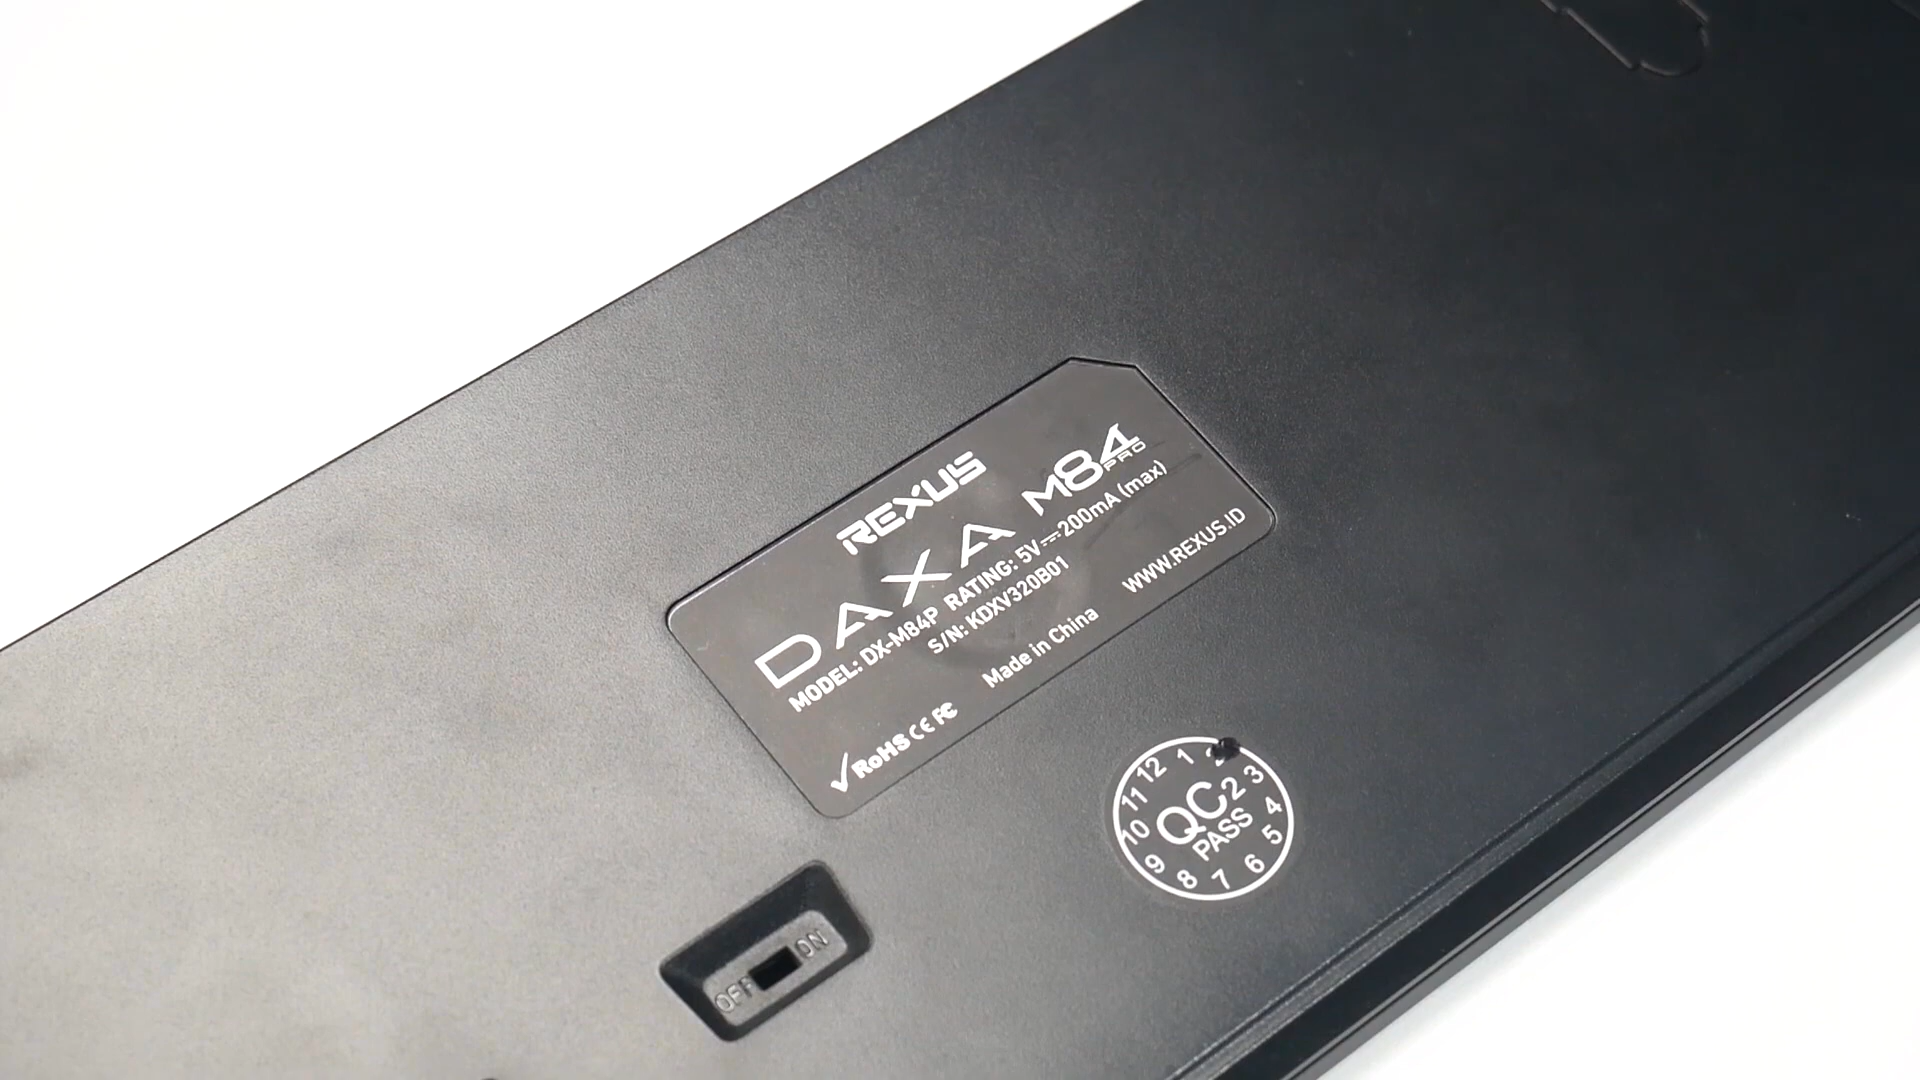 REXUS
DAXA M84 PRO
MODEL: DX-M84P RATING: 5V⎓200mA (max)
S/N: KDXV320B01
✓RoHS CE FC Made in China WWW.REXUS.ID
OFF ON
12 1 2 3 4 5 6 7 8 9 10 11
QC2
PASS